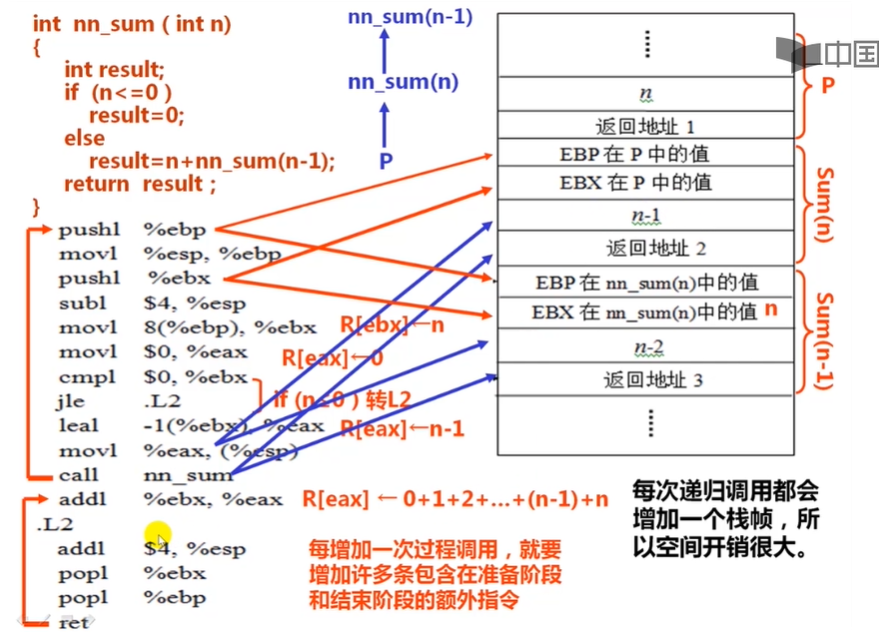 int nn_sum ( int n)
{
int result;
if (n<=0 )
result=0;
else
result=n+nn_sum(n-1);
return result ;
}
nn_sum(n-1)
nn_sum(n)
P
pushl %ebp
movl %esp, %ebp
pushl %ebx
subl $4, %esp
movl 8(%ebp), %ebx R[ebx]←n
movl $0, %eax R[eax]←0
cmpl $0, %ebx
jle .L2 if (n≤0 ) 转L2
leal -1(%ebx), %eax R[eax]←n-1
movl %eax, (%esp)
call nn_sum
addl %ebx, %eax R[eax] ← 0+1+2+…+(n-1)+n
.L2
addl $4, %esp
popl %ebx
popl %ebp
ret
每增加一次过程调用，就要
增加许多条包含在准备阶段
和结束阶段的额外指令
中国
n
返回地址 1
P
EBP 在 P 中的值
EBX 在 P 中的值
n-1
返回地址 2
Sum(n)
EBP 在 nn_sum(n)中的值
EBX 在 nn_sum(n)中的值 n
n-2
返回地址 3
Sum(n-1)
每次递归调用都会
增加一个栈帧，所
以空间开销很大。